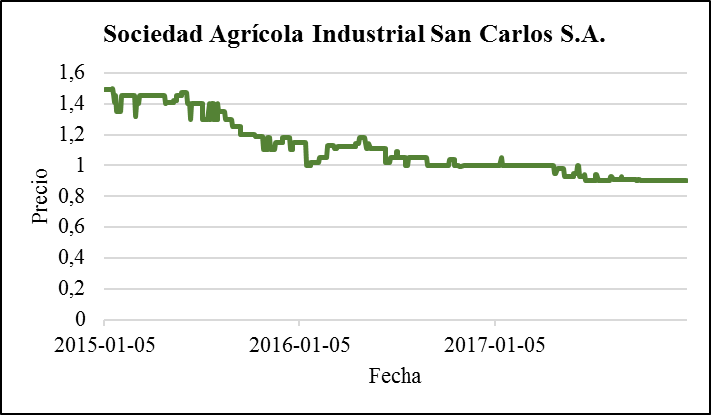 Sociedad Agrícola Industrial San Carlos S.A.
1,6
1,4
1,2
1
0,8
0,6
0,4
0,2
0
Precio
2015-01-05 2016-01-05 2017-01-05
Fecha